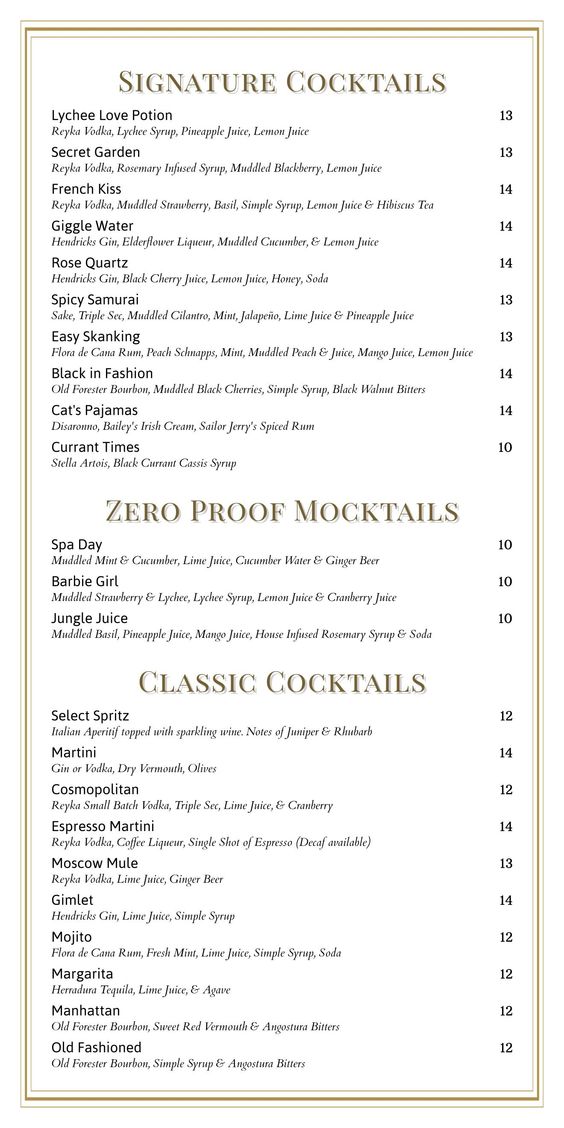 Signature Cocktails
Lychee Love Potion 13
Reyka Vodka, Lychee Syrup, Pineapple Juice, Lemon Juice
Secret Garden 13
Reyka Vodka, Rosemary Infused Syrup, Muddled Blackberry, Lemon Juice
French Kiss 14
Reyka Vodka, Muddled Strawberry, Basil, Simple Syrup, Lemon Juice & Hibiscus Tea
Giggle Water 14
Hendricks Gin, Elderflower Liqueur, Muddled Cucumber, & Lemon Juice
Rose Quartz 14
Hendricks Gin, Black Cherry Juice, Lemon Juice, Honey, Soda
Spicy Samurai 13
Sake, Triple Sec, Muddled Cilantro, Mint, Jalapeño, Lime Juice & Pineapple Juice
Easy Skanking 13
Flora de Cana Rum, Peach Schnapps, Mint, Muddled Peach & Juice, Mango Juice, Lemon Juice
Black in Fashion 14
Old Forester Bourbon, Muddled Black Cherries, Simple Syrup, Black Walnut Bitters
Cat's Pajamas 14
Disaronno, Bailey's Irish Cream, Sailor Jerry's Spiced Rum
Currant Times 10
Stella Artois, Black Currant Cassis Syrup
Zero Proof Mocktails
Spa Day 10
Muddled Mint & Cucumber, Lime Juice, Cucumber Water & Ginger Beer
Barbie Girl 10
Muddled Strawberry & Lychee, Lychee Syrup, Lemon Juice & Cranberry Juice
Jungle Juice 10
Muddled Basil, Pineapple Juice, Mango Juice, House Infused Rosemary Syrup & Soda
Classic Cocktails
Select Spritz 12
Italian Aperitif topped with sparkling wine. Notes of Juniper & Rhubarb
Martini 14
Gin or Vodka, Dry Vermouth, Olives
Cosmopolitan 12
Reyka Small Batch Vodka, Triple Sec, Lime Juice, & Cranberry
Espresso Martini 14
Reyka Vodka, Coffee Liqueur, Single Shot of Espresso (Decaf available)
Moscow Mule 13
Reyka Vodka, Lime Juice, Ginger Beer
Gimlet 14
Hendricks Gin, Lime Juice, Simple Syrup
Mojito 12
Flora de Cana Rum, Fresh Mint, Lime Juice, Simple Syrup, Soda
Margarita 12
Herradura Tequila, Lime Juice, & Agave
Manhattan 12
Old Forester Bourbon, Sweet Red Vermouth & Angostura Bitters
Old Fashioned 12
Old Forester Bourbon, Simple Syrup & Angostura Bitters